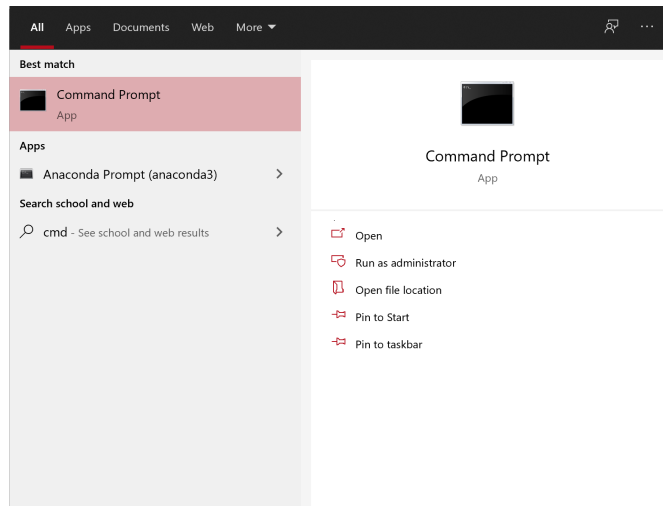 All Apps Documents Web More
Best match
Command Prompt
App
Apps
Anaconda Prompt (anaconda3)
Search school and web
cmd - See school and web results
Command Prompt
App
Open
Run as administrator
Open file location
Pin to Start
Pin to taskbar